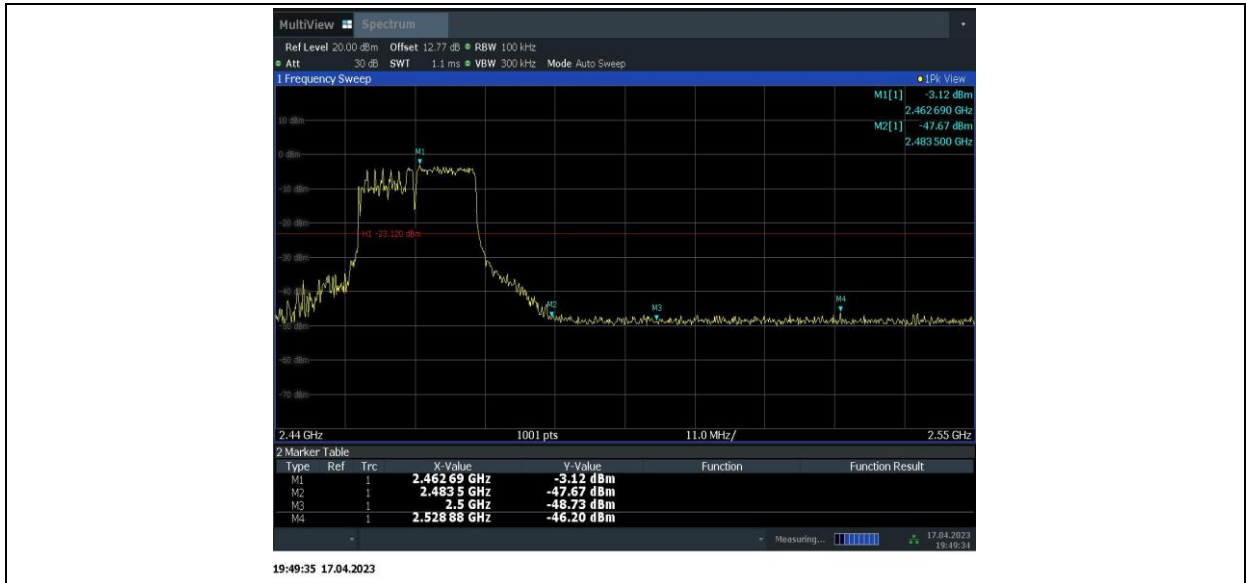 MultiView Spectrum
Ref Level 20.00 dBm Offset 12.77 dB RBW 100 kHz
Att 30 dB SWT 1.1 ms VBW 300 kHz Mode Auto Sweep
1 Frequency Sweep 1Pk View
M1[1] -3.12 dBm
2.462 690 GHz
10 dBm
M2[1] -47.67 dBm
2.483 500 GHz
0 dBm
M1
-10 dBm
-20 dBm
H1 -23.120 dBm
-30 dBm
-40 dBm
M2 M3 M4
-50 dBm
-60 dBm
-70 dBm
2.44 GHz 1001 pts 11.0 MHz/ 2.55 GHz
2 Marker Table
Type Ref Trc X-Value Y-Value Function Function Result
M1 1 2.462 69 GHz -3.12 dBm
M2 1 2.483 5 GHz -47.67 dBm
M3 1 2.5 GHz -48.73 dBm
M4 1 2.528 88 GHz -46.20 dBm
Measuring... 17.04.2023
19:49:34
19:49:35 17.04.2023